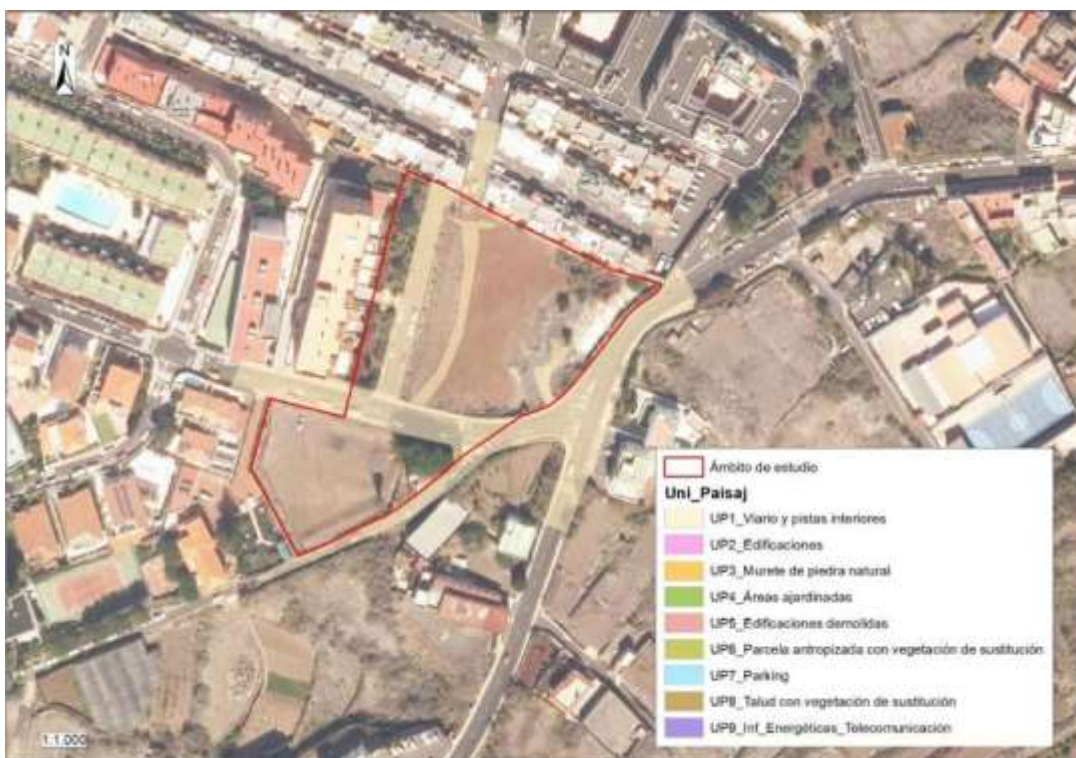 N
Ámbito de estudio
Uni_Paisaj
UP1_Viario y pistas interiores
UP2_Edificaciones
UP3_Murete de piedra natural
UP4_Áreas ajardinadas
UP5_Edificaciones demolidas
UP6_Parcela antropizada con vegetación de sustitución
UP7_Parking
UP8_Talud con vegetación de sustitución
UP9_Inf_Energéticas_Telecomunicación
1:1.000